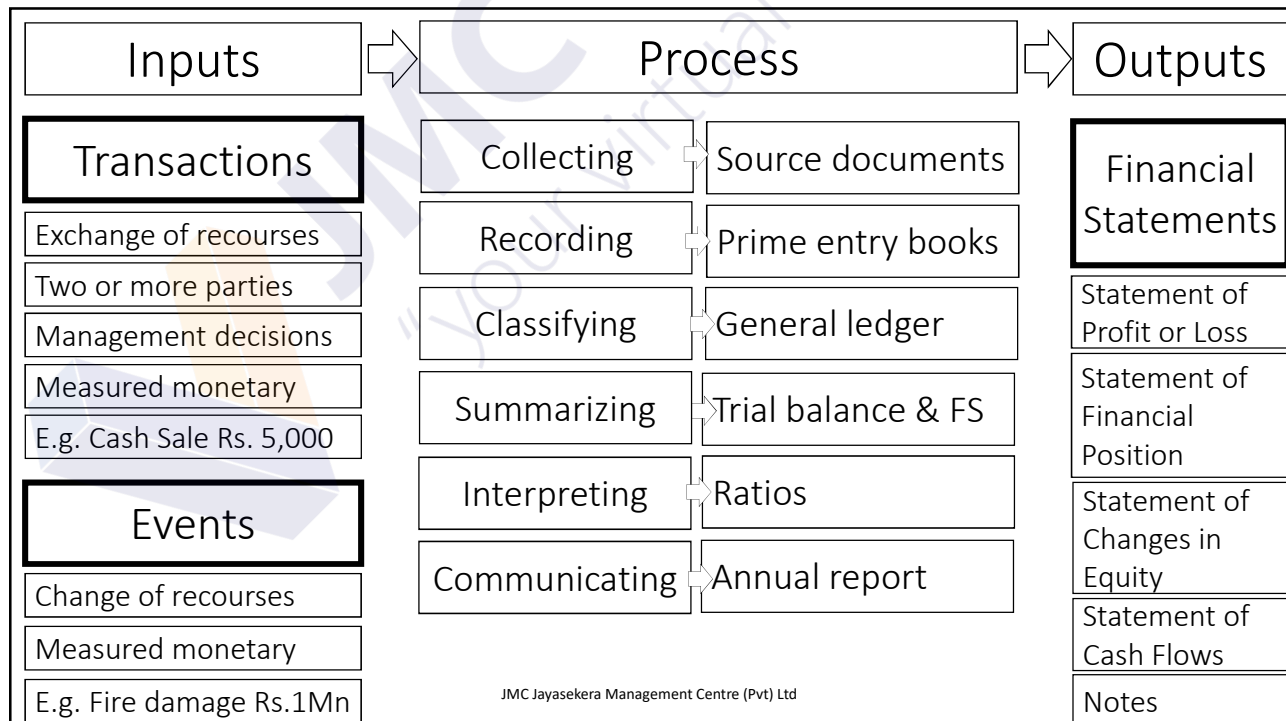 Inputs
Process
Outputs
Transactions
Exchange of recourses
Two or more parties
Management decisions
Measured monetary
E.g. Cash Sale Rs. 5,000
Events
Change of recourses
Measured monetary
E.g. Fire damage Rs.1Mn
Collecting
Source documents
Recording
Prime entry books
Classifying
General ledger
Summarizing
Trial balance & FS
Interpreting
Ratios
Communicating
Annual report
Financial
Statements
Statement of
Profit or Loss
Statement of
Financial
Position
Statement of
Changes in
Equity
Statement of
Cash Flows
Notes
JMC
"your virtual
JMC Jayasekera Management Centre (Pvt) Ltd